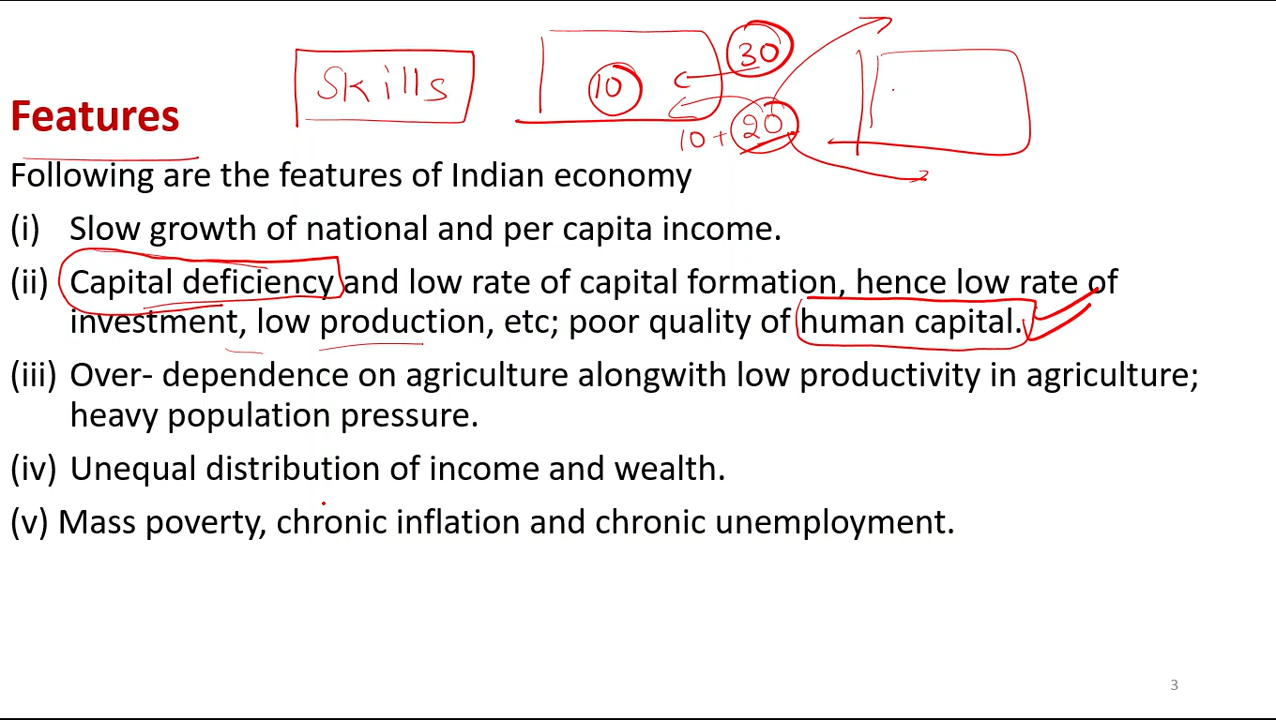 Skills
10
30
10 + 20
Features
Following are the features of Indian economy
(i) Slow growth of national and per capita income.
(ii) Capital deficiency and low rate of capital formation, hence low rate of
investment, low production, etc; poor quality of human capital.
(iii) Over- dependence on agriculture alongwith low productivity in agriculture;
heavy population pressure.
(iv) Unequal distribution of income and wealth.
(v) Mass poverty, chronic inflation and chronic unemployment.
3